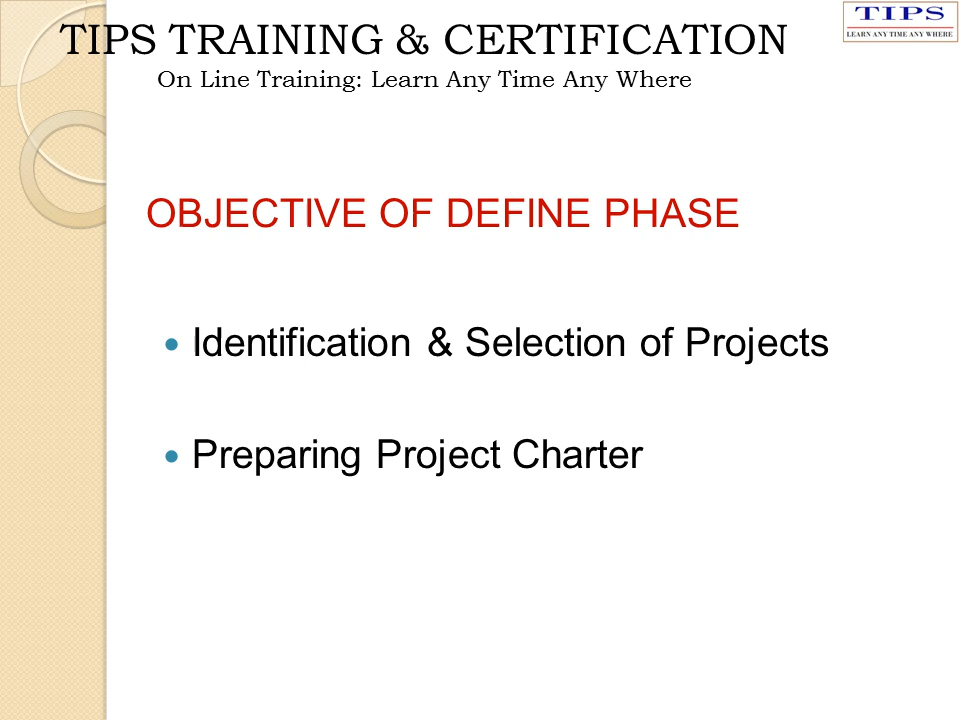 TIPS TRAINING & CERTIFICATION
On Line Training: Learn Any Time Any Where
TIPS
LEARN ANY TIME ANY WHERE
OBJECTIVE OF DEFINE PHASE
Identification & Selection of Projects
Preparing Project Charter